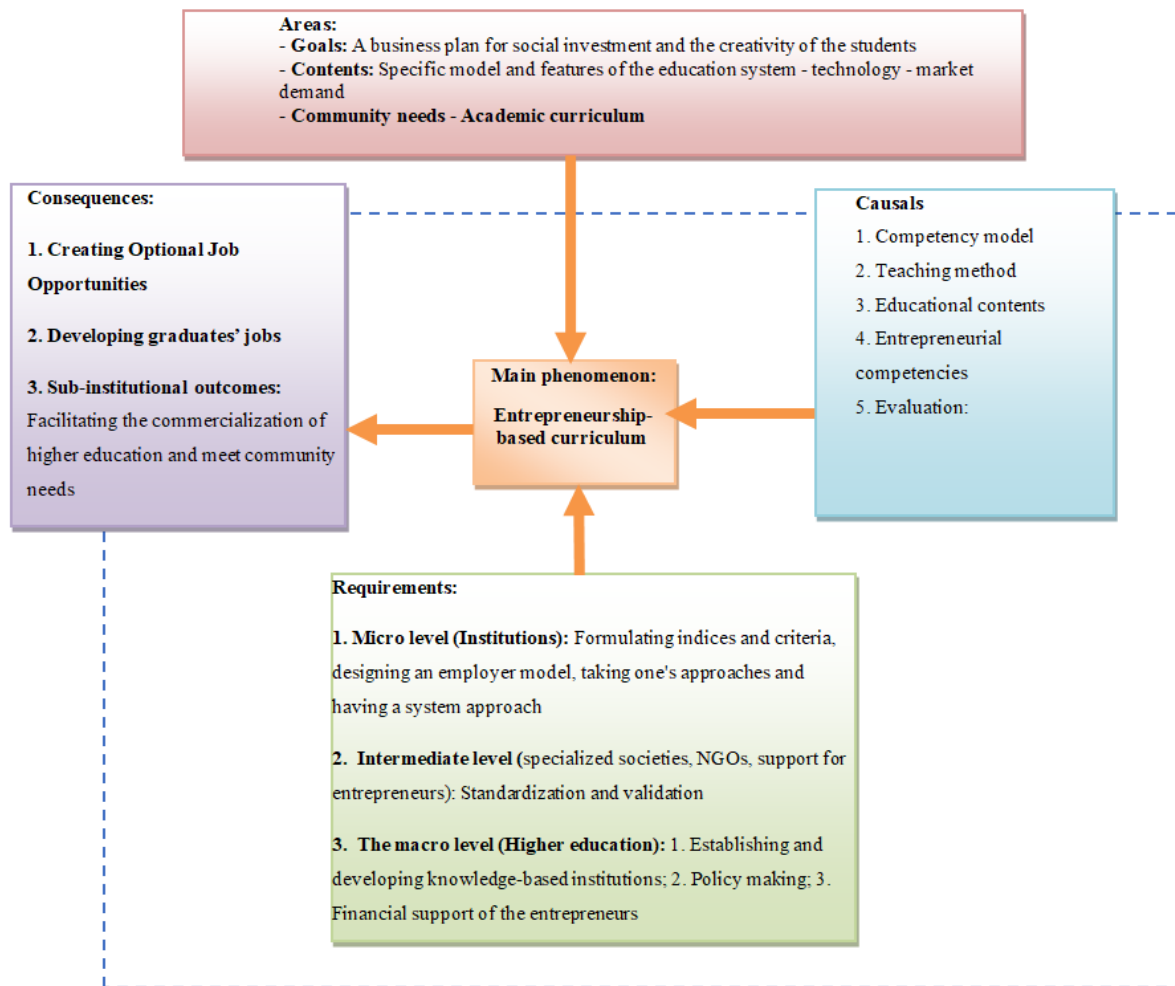 Areas:
- Goals: A business plan for social investment and the creativity of the students
- Contents: Specific model and features of the education system - technology - market
demand
- Community needs - Academic curriculum
Consequences:
1. Creating Optional Job
Opportunities
2. Developing graduates’ jobs
3. Sub-institutional outcomes:
Facilitating the commercialization of
higher education and meet community
needs
Main phenomenon:
Entrepreneurship-
based curriculum
Causals
1. Competency model
2. Teaching method
3. Educational contents
4. Entrepreneurial
competencies
5. Evaluation:
Requirements:
1. Micro level (Institutions): Formulating indices and criteria,
designing an employer model, taking one's approaches and
having a system approach
2. Intermediate level (specialized societies, NGOs, support for
entrepreneurs): Standardization and validation
3. The macro level (Higher education): 1. Establishing and
developing knowledge-based institutions; 2. Policy making; 3.
Financial support of the entrepreneurs